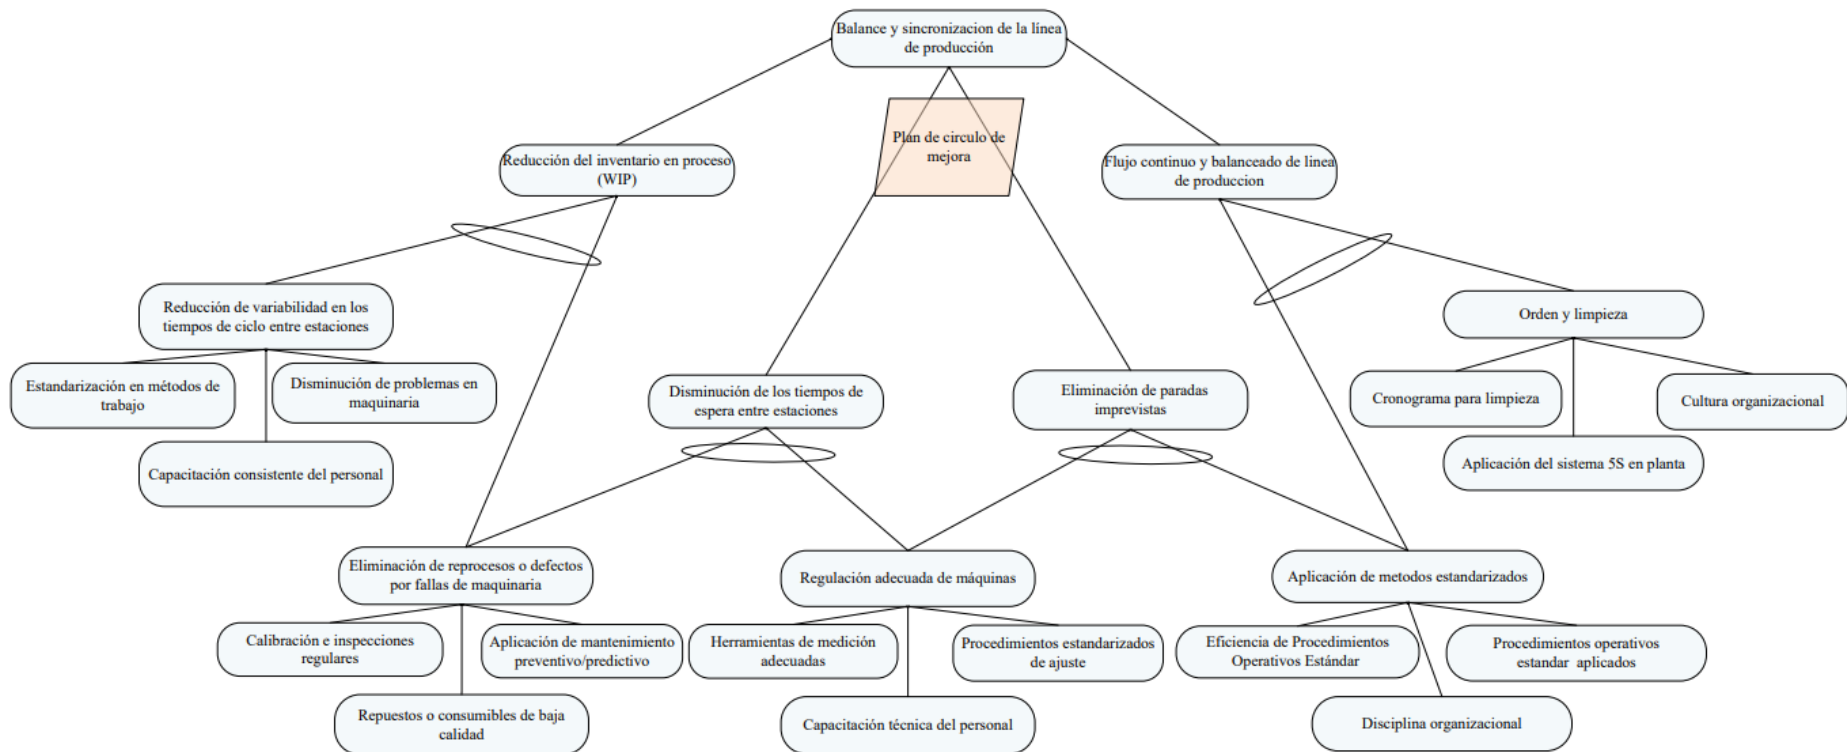 Balance y sincronizacion de la línea
de producción
Plan de circulo de
mejora
Reducción del inventario en proceso
(WIP)
Flujo continuo y balanceado de linea
de produccion
Reducción de variabilidad en los
tiempos de ciclo entre estaciones
Orden y limpieza
Estandarización en métodos de
trabajo
Disminución de problemas en
maquinaria
Disminución de los tiempos de
espera entre estaciones
Eliminación de paradas
imprevistas
Cronograma para limpieza
Cultura organizacional
Capacitación consistente del personal
Aplicación del sistema 5S en planta
Eliminación de reprocesos o defectos
por fallas de maquinaria
Regulación adecuada de máquinas
Aplicación de metodos estandarizados
Calibración e inspecciones
regulares
Aplicación de mantenimiento
preventivo/predictivo
Herramientas de medición
adecuadas
Procedimientos estandarizados
de ajuste
Eficiencia de Procedimientos
Operativos Estándar
Procedimientos operativos
estandar aplicados
Repuestos o consumibles de baja
calidad
Capacitación técnica del personal
Disciplina organizacional